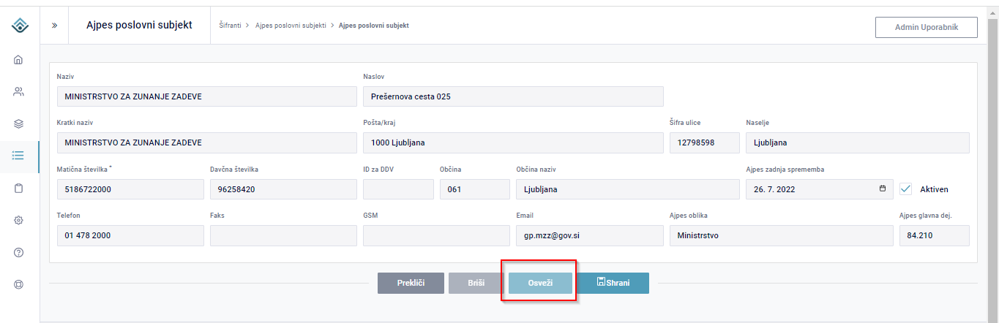 Ajpes poslovni subjekt
Šifranti > Ajpes poslovni subjekti > Ajpes poslovni subjekt
Admin Uporabnik
Naziv Naslov
MINISTRSTVO ZA ZUNANJE ZADEVE Prešernova cesta 025
Kratki naziv Pošta/kraj Šifra ulice Naselje
MINISTRSTVO ZA ZUNANJE ZADEVE 1000 Ljubljana 12798598 Ljubljana
Matična številka * Davčna številka ID za DDV Občina Občina naziv Ajpes zadnja sprememba
5186722000 96258420 061 Ljubljana 26. 7. 2022 Aktiven
Telefon Faks GSM Email Ajpes oblika Ajpes glavna dej.
01 478 2000 gp.mzz@gov.si Ministrstvo 84.210
Prekliči Briši Osveži Shrani